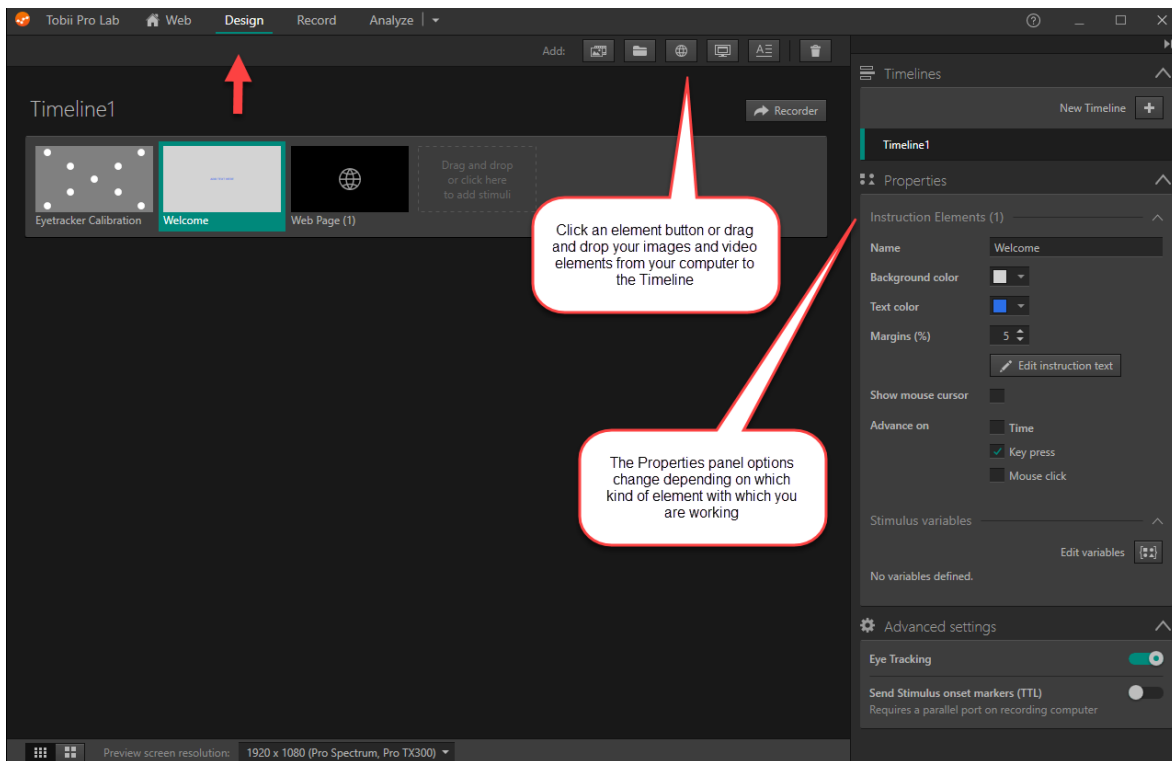 Tobii Pro Lab Web Design Record Analyze
Add:
Timeline1
Recorder
Eyetracker Calibration
Welcome
Web Page (1)
Drag and drop
or click here
to add stimuli
Click an element button or drag
and drop your images and video
elements from your computer to
the Timeline
The Properties panel options
change depending on which
kind of element with which you
are working
Timelines
New Timeline
Timeline1
Properties
Instruction Elements (1)
Name Welcome
Background color
Text color
Margins (%) 5
Edit instruction text
Show mouse cursor
Advance on Time
Key press
Mouse click
Stimulus variables
Edit variables
No variables defined.
Advanced settings
Eye Tracking
Send Stimulus onset markers (TTL)
Requires a parallel port on recording computer
Preview screen resolution: 1920 x 1080 (Pro Spectrum, Pro TX300)